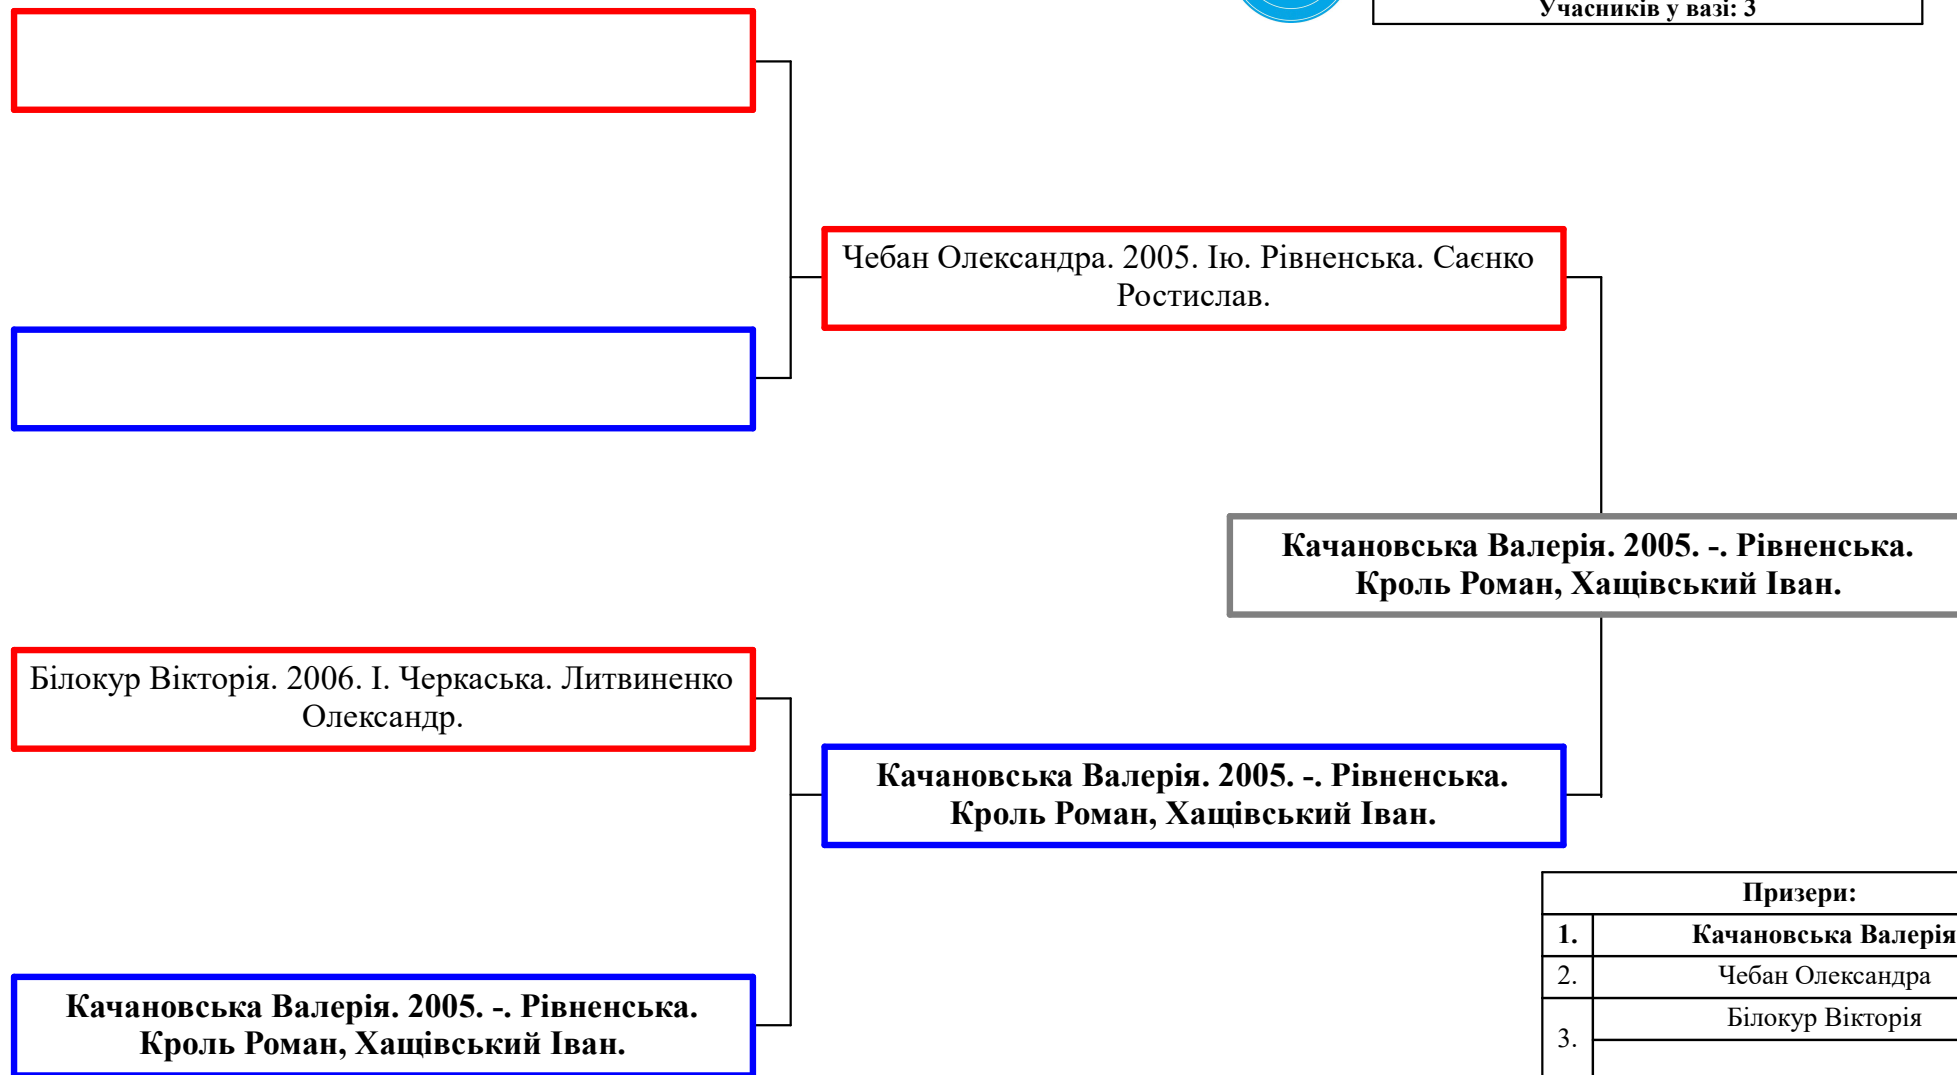 Учасників у вазі: 3
Чебан Олександра. 2005. Ію. Рівненська. Саєнко
Ростислав.
Качановська Валерія. 2005. -. Рівненська.
Кроль Роман, Хащівський Іван.
Білокур Вікторія. 2006. І. Черкаська. Литвиненко
Олександр.
Качановська Валерія. 2005. -. Рівненська.
Кроль Роман, Хащівський Іван.
Призери:
1. Качановська Валерія
2. Чебан Олександра
3. Білокур Вікторія
Качановська Валерія. 2005. -. Рівненська.
Кроль Роман, Хащівський Іван.